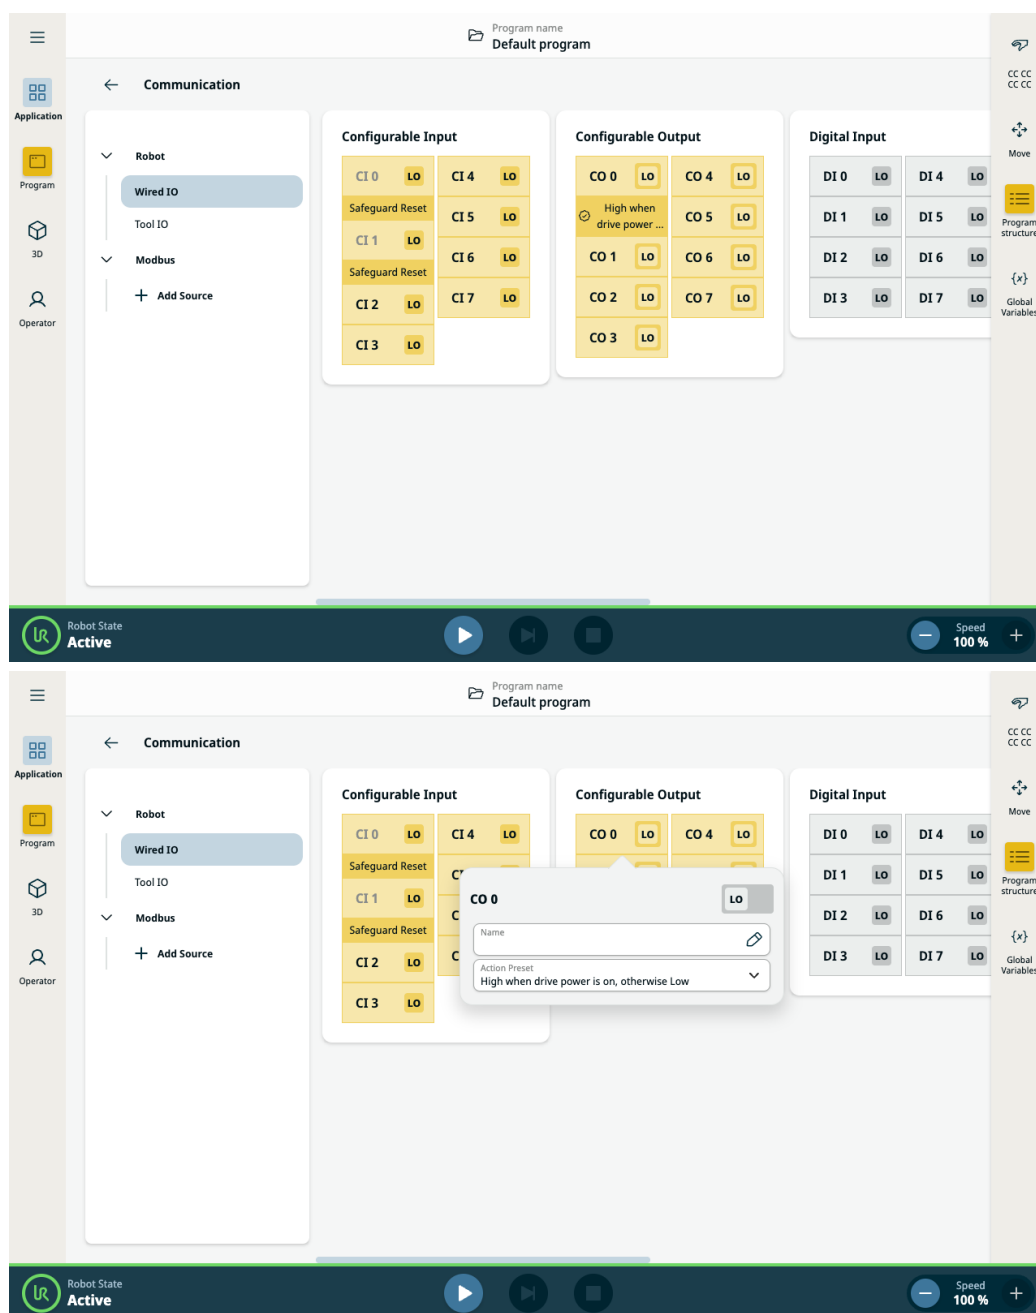 Program name
Default program
Communication
Application
Program
3D
Operator
Robot
Wired IO
Tool IO
Modbus
Add Source
Configurable Input
CI 0 LO CI 4 LO
Safeguard Reset
CI 5 LO
CI 1 LO
CI 6 LO
Safeguard Reset
CI 2 LO
CI 7 LO
CI 3 LO
Configurable Output
CO 0 LO CO 4 LO
High when
drive power ...
CO 5 LO
CO 1 LO CO 6 LO
CO 2 LO CO 7 LO
CO 3 LO
Digital Input
DI 0 LO DI 4 LO
DI 1 LO DI 5 LO
DI 2 LO DI 6 LO
DI 3 LO DI 7 LO
CC CC
CC CC
Move
Program
structure
{x}
Global
Variables
Robot State
Active
Speed
100 %
Program name
Default program
Communication
Application
Program
3D
Operator
Robot
Wired IO
Tool IO
Modbus
Add Source
Configurable Input
CI 0 LO CI 4 LO
Safeguard Reset
CI 1 LO
Safeguard Reset
CI 2 LO
CI 3 LO
Configurable Output
CO 0 LO CO 4 LO
CO 0 LO
Name
Action Preset
High when drive power is on, otherwise Low
Digital Input
DI 0 LO DI 4 LO
DI 1 LO DI 5 LO
DI 2 LO DI 6 LO
DI 3 LO DI 7 LO
CC CC
CC CC
Move
Program
structure
{x}
Global
Variables
Robot State
Active
Speed
100 %